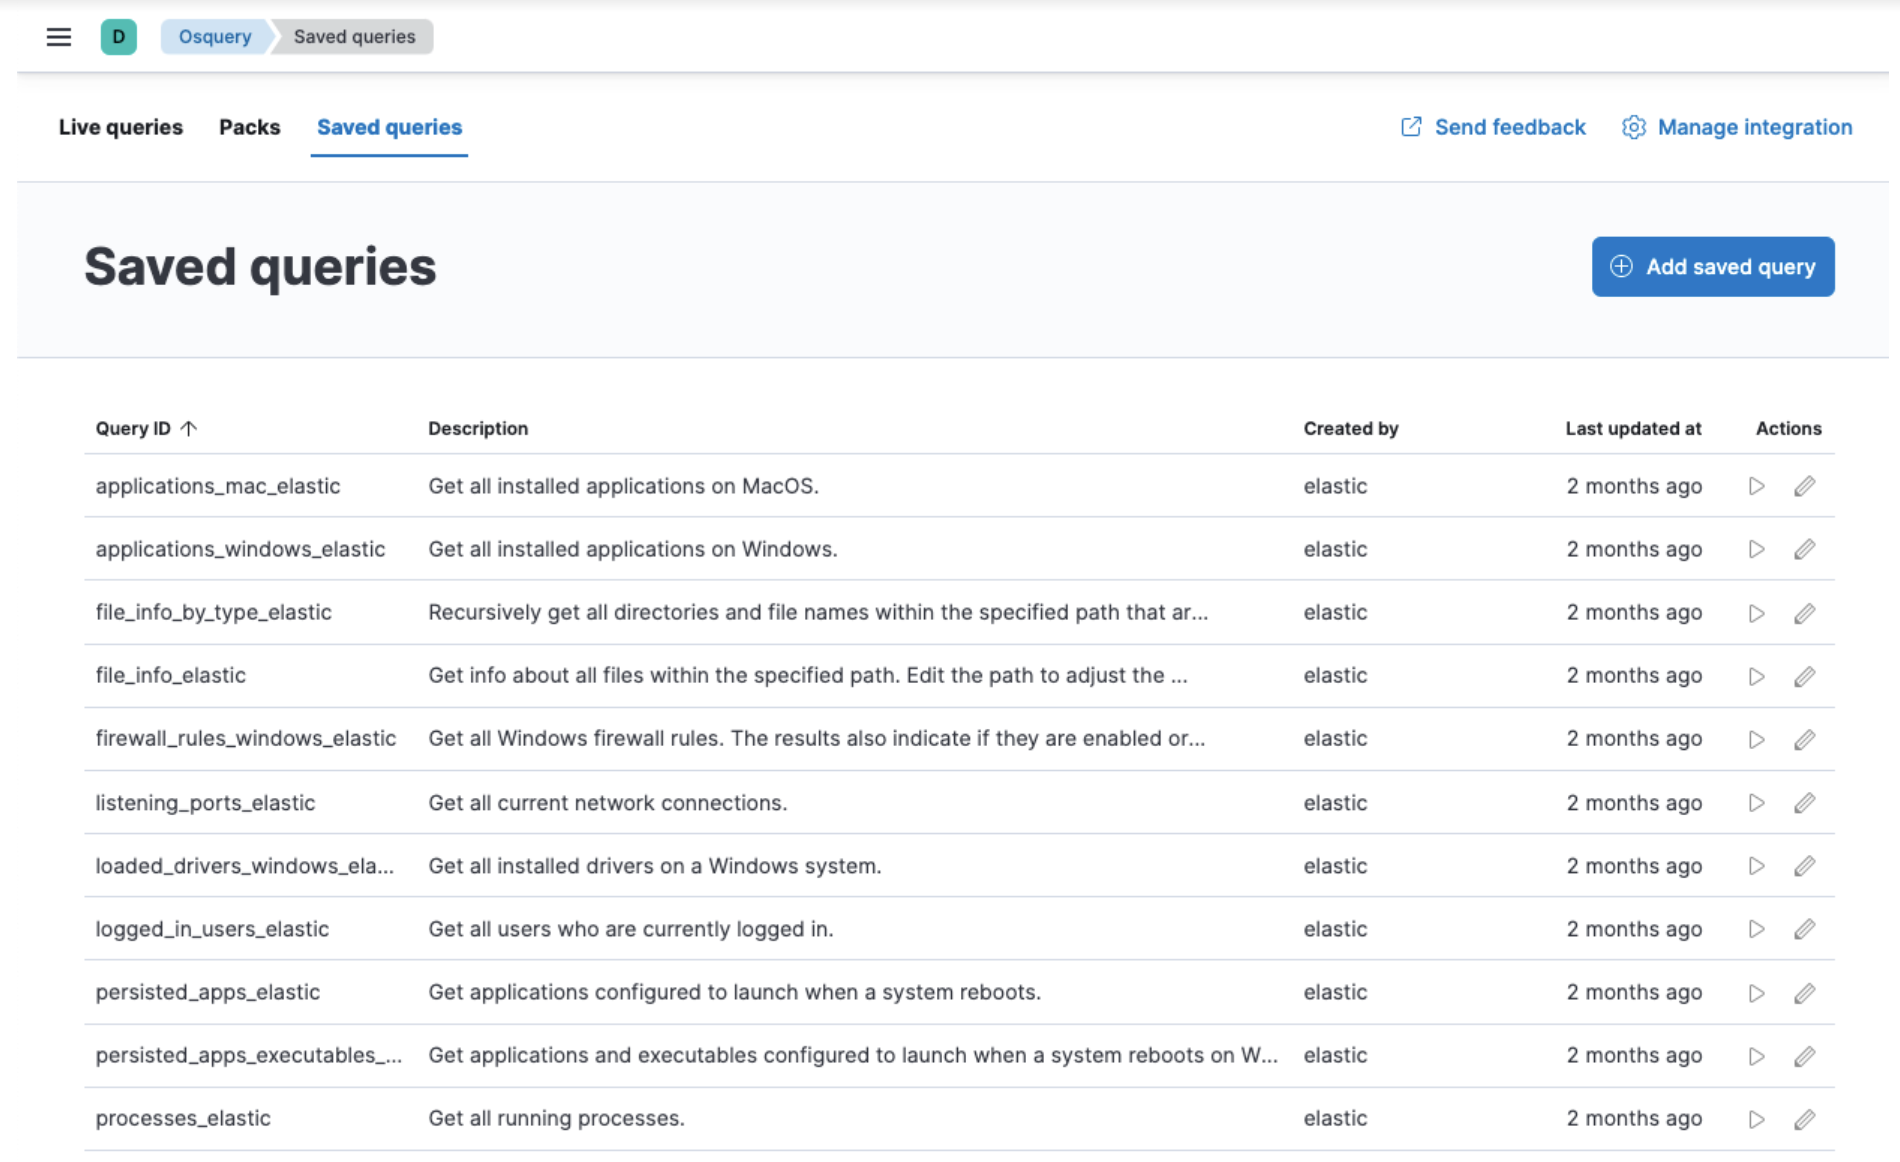 D Osquery Saved queries
Live queries Packs Saved queries Send feedback Manage integration
Saved queries Add saved query
Query ID Description Created by Last updated at Actions
applications_mac_elastic Get all installed applications on MacOS. elastic 2 months ago
applications_windows_elastic Get all installed applications on Windows. elastic 2 months ago
file_info_by_type_elastic Recursively get all directories and file names within the specified path that ar... elastic 2 months ago
file_info_elastic Get info about all files within the specified path. Edit the path to adjust the ... elastic 2 months ago
firewall_rules_windows_elastic Get all Windows firewall rules. The results also indicate if they are enabled or... elastic 2 months ago
listening_ports_elastic Get all current network connections. elastic 2 months ago
loaded_drivers_windows_ela... Get all installed drivers on a Windows system. elastic 2 months ago
logged_in_users_elastic Get all users who are currently logged in. elastic 2 months ago
persisted_apps_elastic Get applications configured to launch when a system reboots. elastic 2 months ago
persisted_apps_executables_... Get applications and executables configured to launch when a system reboots on W... elastic 2 months ago
processes_elastic Get all running processes. elastic 2 months ago